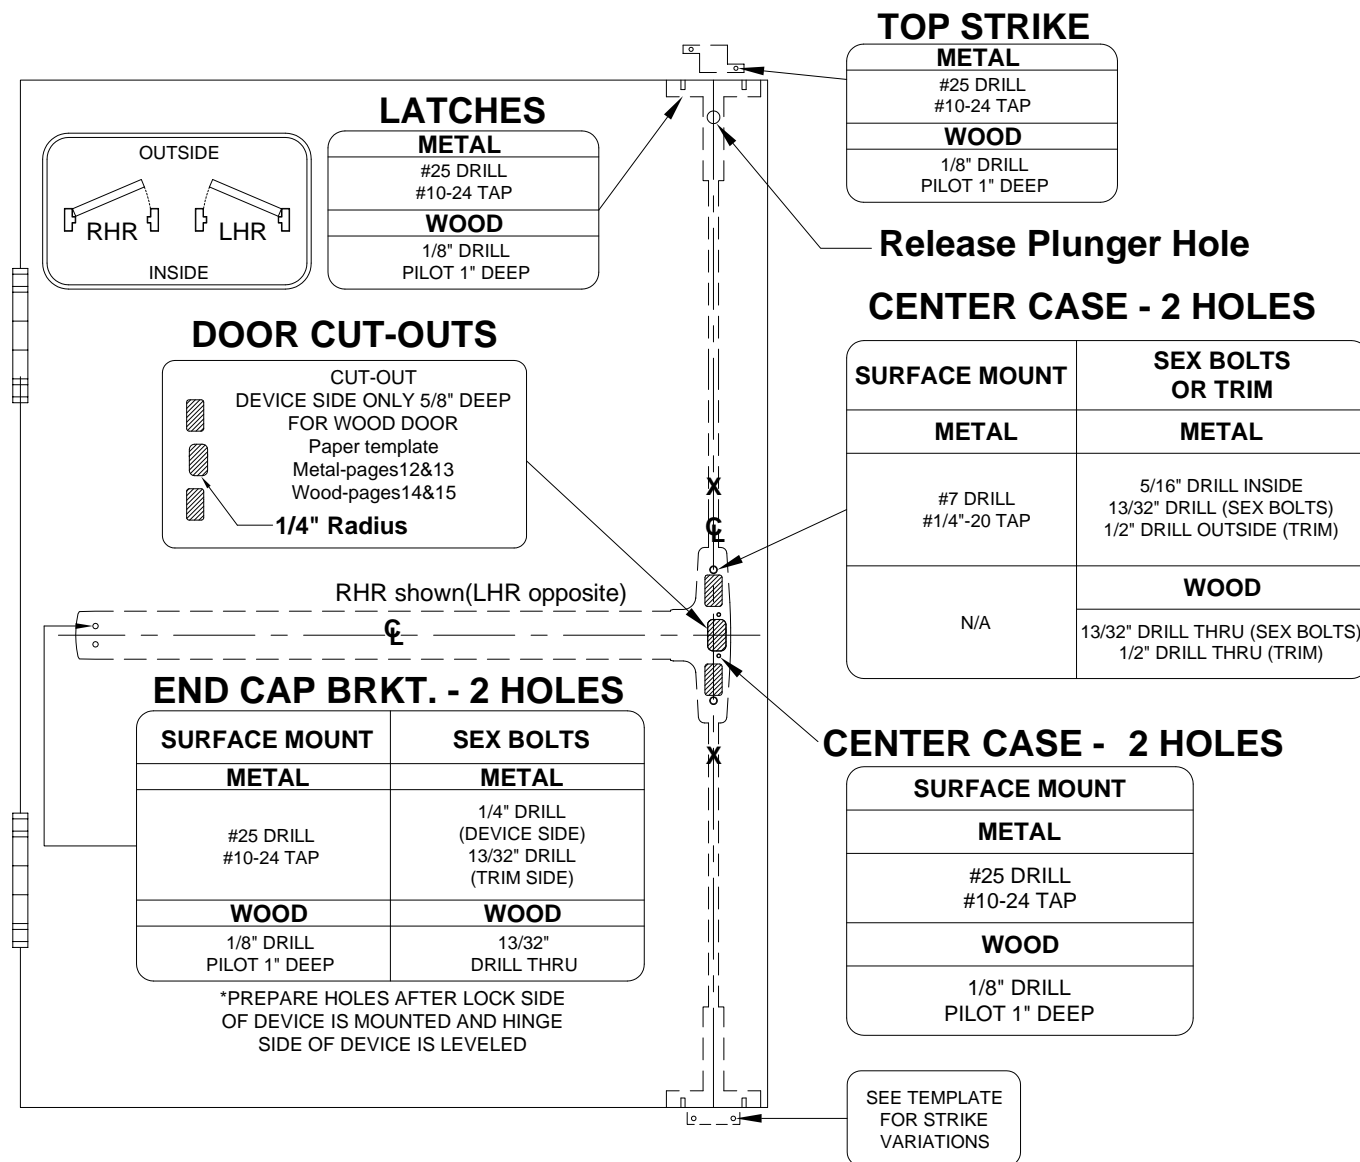 TOP STRIKE
METAL
#25 DRILL
#10-24 TAP
WOOD
1/8" DRILL
PILOT 1" DEEP
LATCHES
METAL
#25 DRILL
#10-24 TAP
WOOD
1/8" DRILL
PILOT 1" DEEP
OUTSIDE
RHR LHR
INSIDE
Release Plunger Hole
DOOR CUT-OUTS
CUT-OUT
DEVICE SIDE ONLY 5/8" DEEP
FOR WOOD DOOR
Paper template
Metal-pages12&13
Wood-pages14&15
1/4" Radius
CENTER CASE - 2 HOLES
SURFACE MOUNT
SEX BOLTS
OR TRIM
METAL
METAL
#7 DRILL
#1/4"-20 TAP
5/16" DRILL INSIDE
13/32" DRILL (SEX BOLTS)
1/2" DRILL OUTSIDE (TRIM)
N/A
WOOD
13/32" DRILL THRU (SEX BOLTS)
1/2" DRILL THRU (TRIM)
X
℄
RHR shown(LHR opposite)
℄
X
END CAP BRKT. - 2 HOLES
SURFACE MOUNT
SEX BOLTS
METAL
METAL
#25 DRILL
#10-24 TAP
1/4" DRILL
(DEVICE SIDE)
13/32" DRILL
(TRIM SIDE)
WOOD
WOOD
1/8" DRILL
PILOT 1" DEEP
13/32"
DRILL THRU
*PREPARE HOLES AFTER LOCK SIDE
OF DEVICE IS MOUNTED AND HINGE
SIDE OF DEVICE IS LEVELED
CENTER CASE - 2 HOLES
SURFACE MOUNT
METAL
#25 DRILL
#10-24 TAP
WOOD
1/8" DRILL
PILOT 1" DEEP
SEE TEMPLATE
FOR STRIKE
VARIATIONS